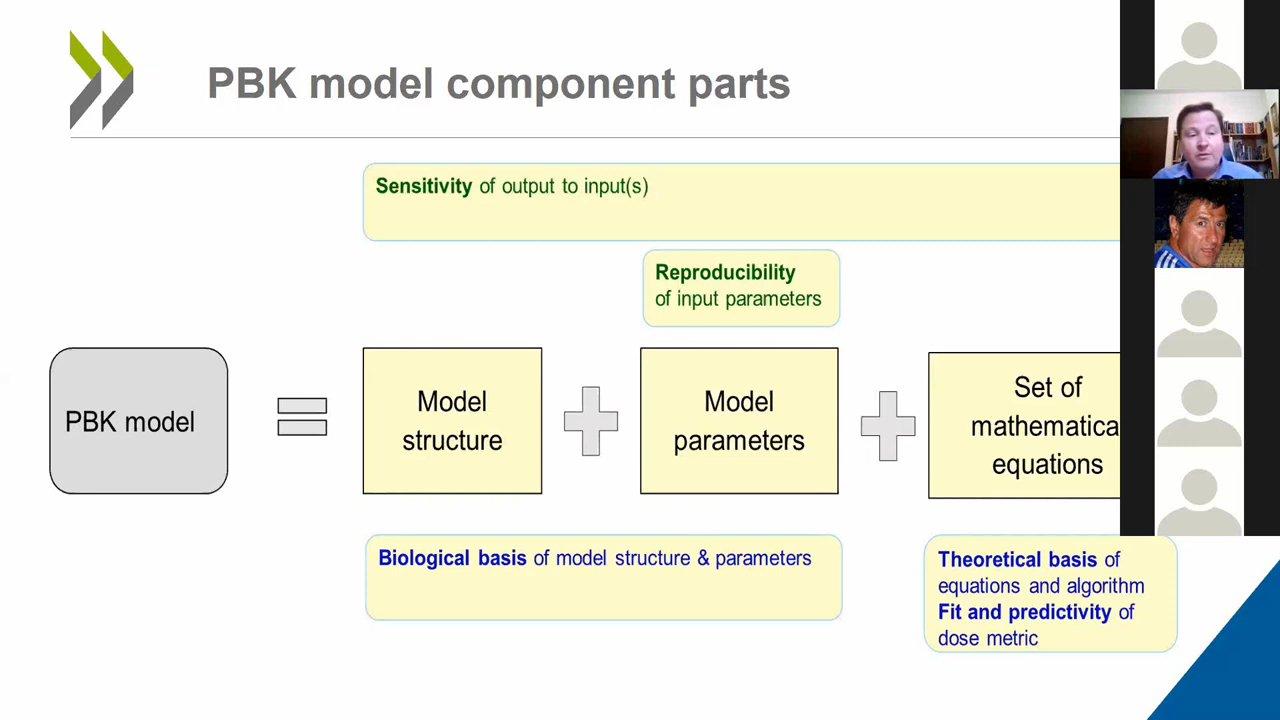 PBK model component parts
Sensitivity of output to input(s)
Reproducibility
of input parameters
PBK model
Model
structure
Model
parameters
Set of
mathematica
equations
Biological basis of model structure & parameters
Theoretical basis of
equations and algorithm
Fit and predictivity of
dose metric